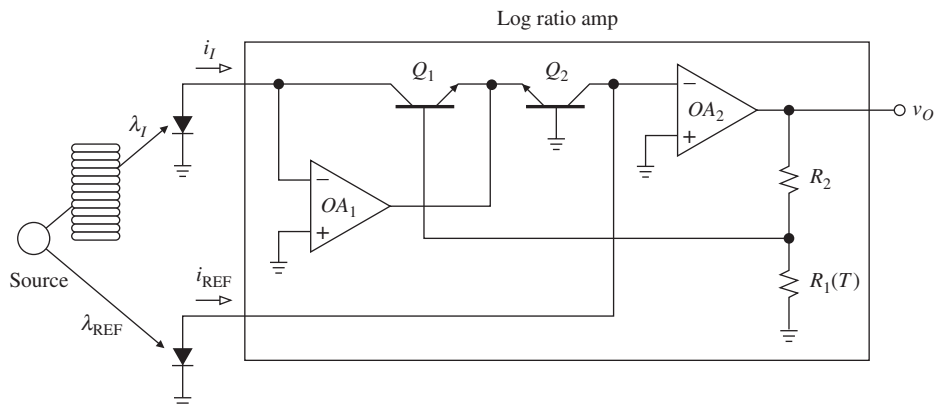 Log ratio amp
i_I
Q_1
Q_2
−
OA_2
+
v_O
λ_I
R_2
−
OA_1
+
Source
i_REF
R_1(T)
λ_REF